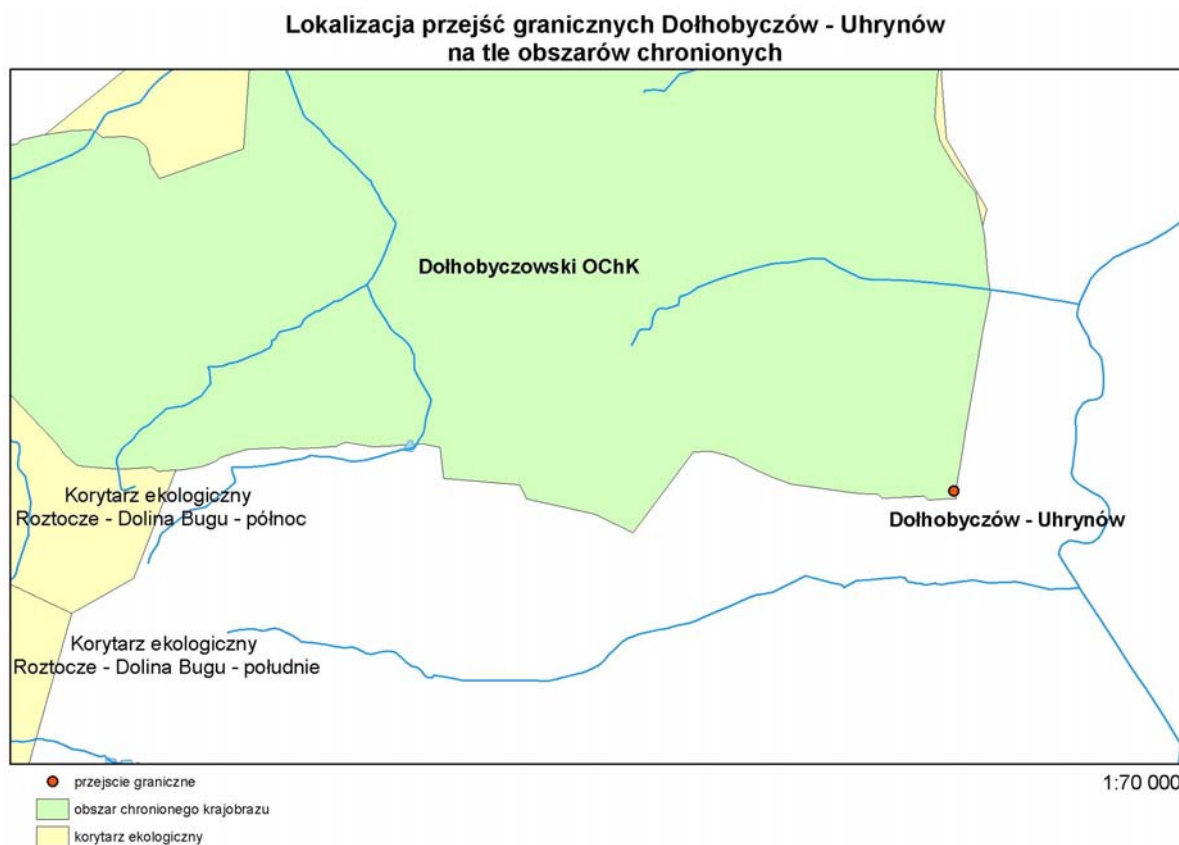 Lokalizacja przejść granicznych Dołhobyczów - Uhrynów
na tle obszarów chronionych
Dołhobyczowski OChK
Korytarz ekologiczny
Roztocze - Dolina Bugu - północ
Dołhobyczów - Uhrynów
Korytarz ekologiczny
Roztocze - Dolina Bugu - południe
przejscie graniczne
1:70 000
obszar chronionego krajobrazu
korytarz ekologiczny